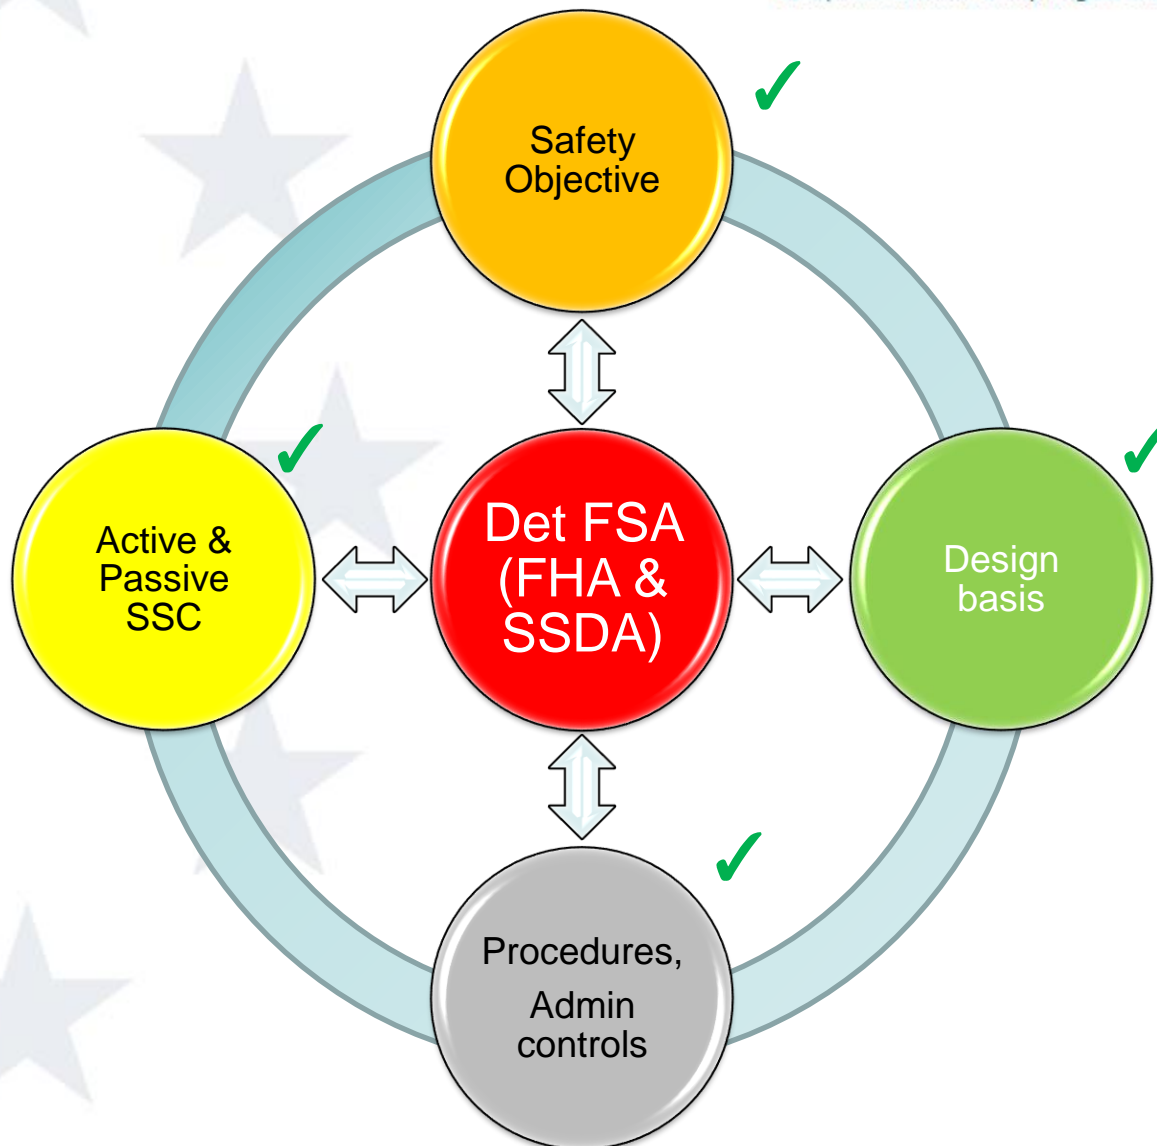 Safety
Objective
Active &
Passive
SSC
Det FSA
(FHA &
SSDA)
Design
basis
Procedures,
Admin
controls